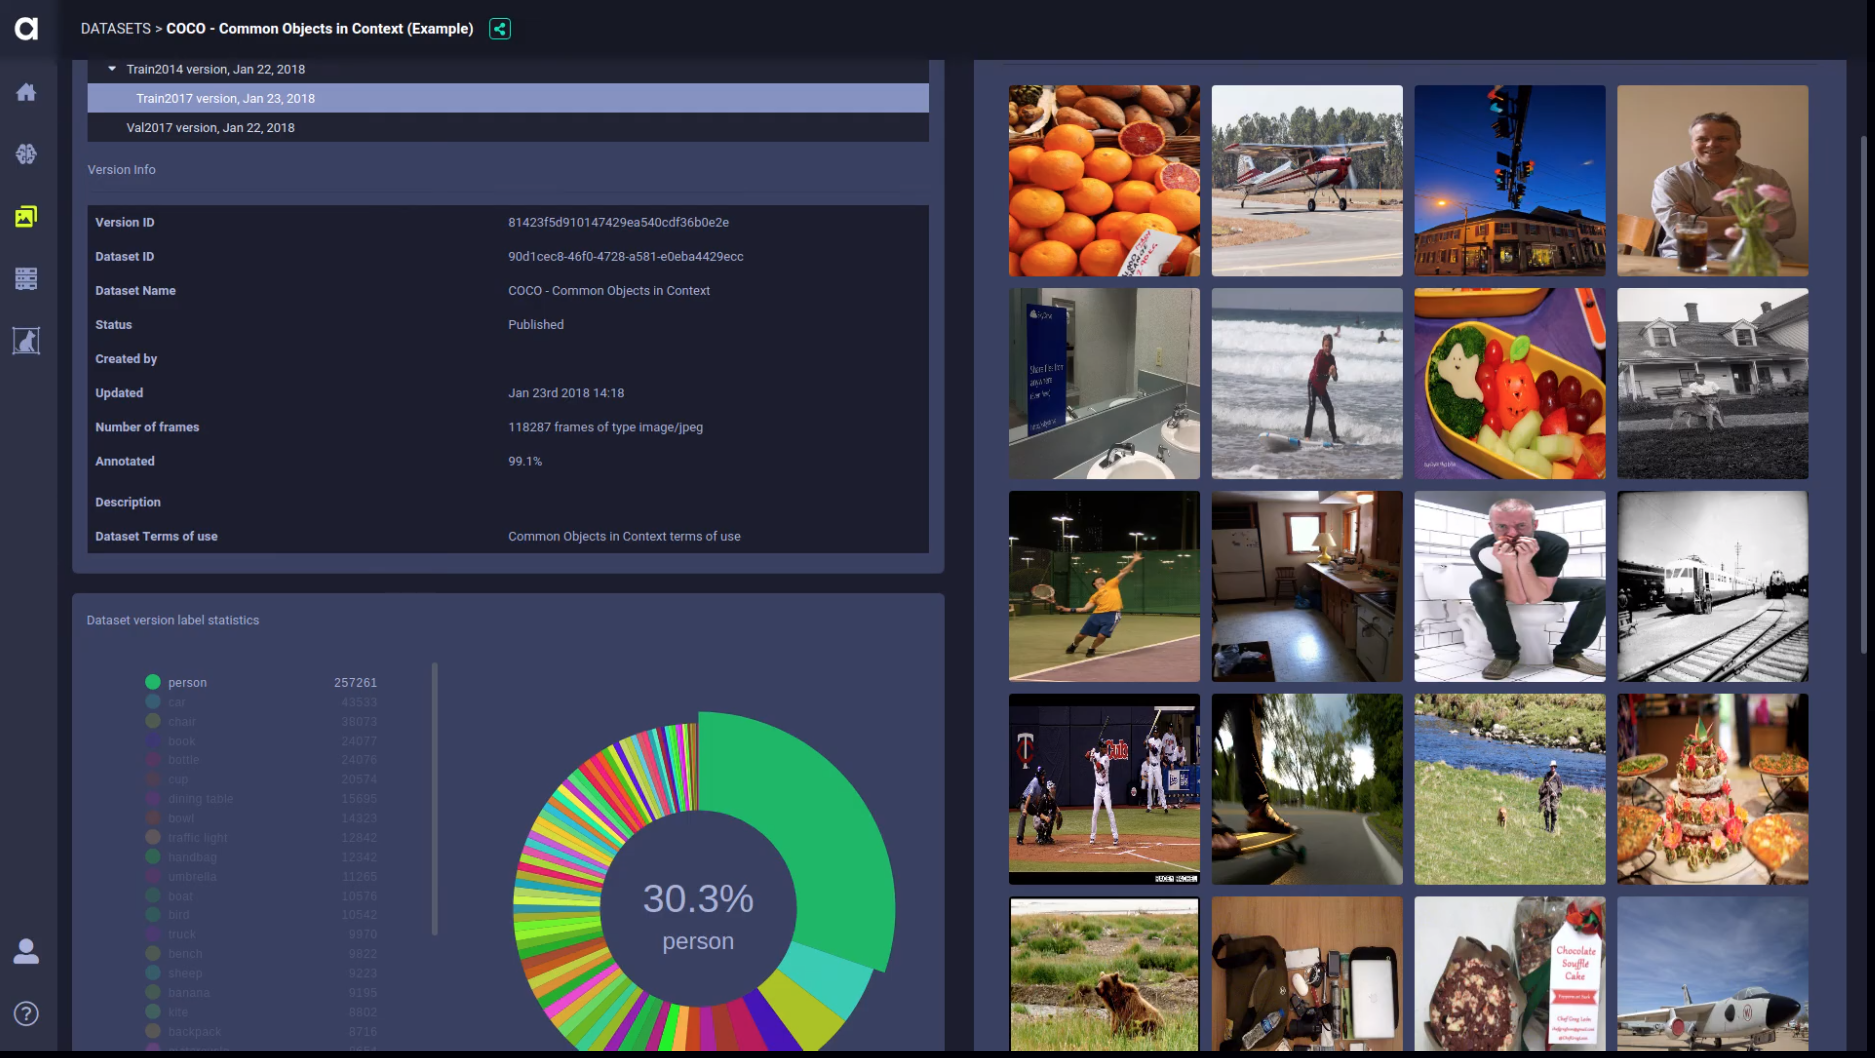 a
DATASETS > COCO - Common Objects in Context (Example)
Train2014 version, Jan 22, 2018
Train2017 version, Jan 23, 2018
Val2017 version, Jan 22, 2018
Version Info
Version ID 81423f5d910147429ea540cdf36b0e2e
Dataset ID 90d1cec8-46f0-4728-a581-e0eba4429ecc
Dataset Name COCO - Common Objects in Context
Status Published
Created by
Updated Jan 23rd 2018 14:18
Number of frames 118287 frames of type image/jpeg
Annotated 99.1%
Description
Dataset Terms of use Common Objects in Context terms of use
Dataset version label statistics
person 257261
car 43533
chair 38073
book 24077
bottle 24076
cup 20574
dining table 15695
bowl 14323
traffic light 12842
handbag 12342
umbrella 11265
boat 10576
bird 10542
truck 9970
bench 9822
sheep 9223
banana 9195
kite 8802
backpack 8716
30.3%
person
Chocolate
Soufflé
Cake